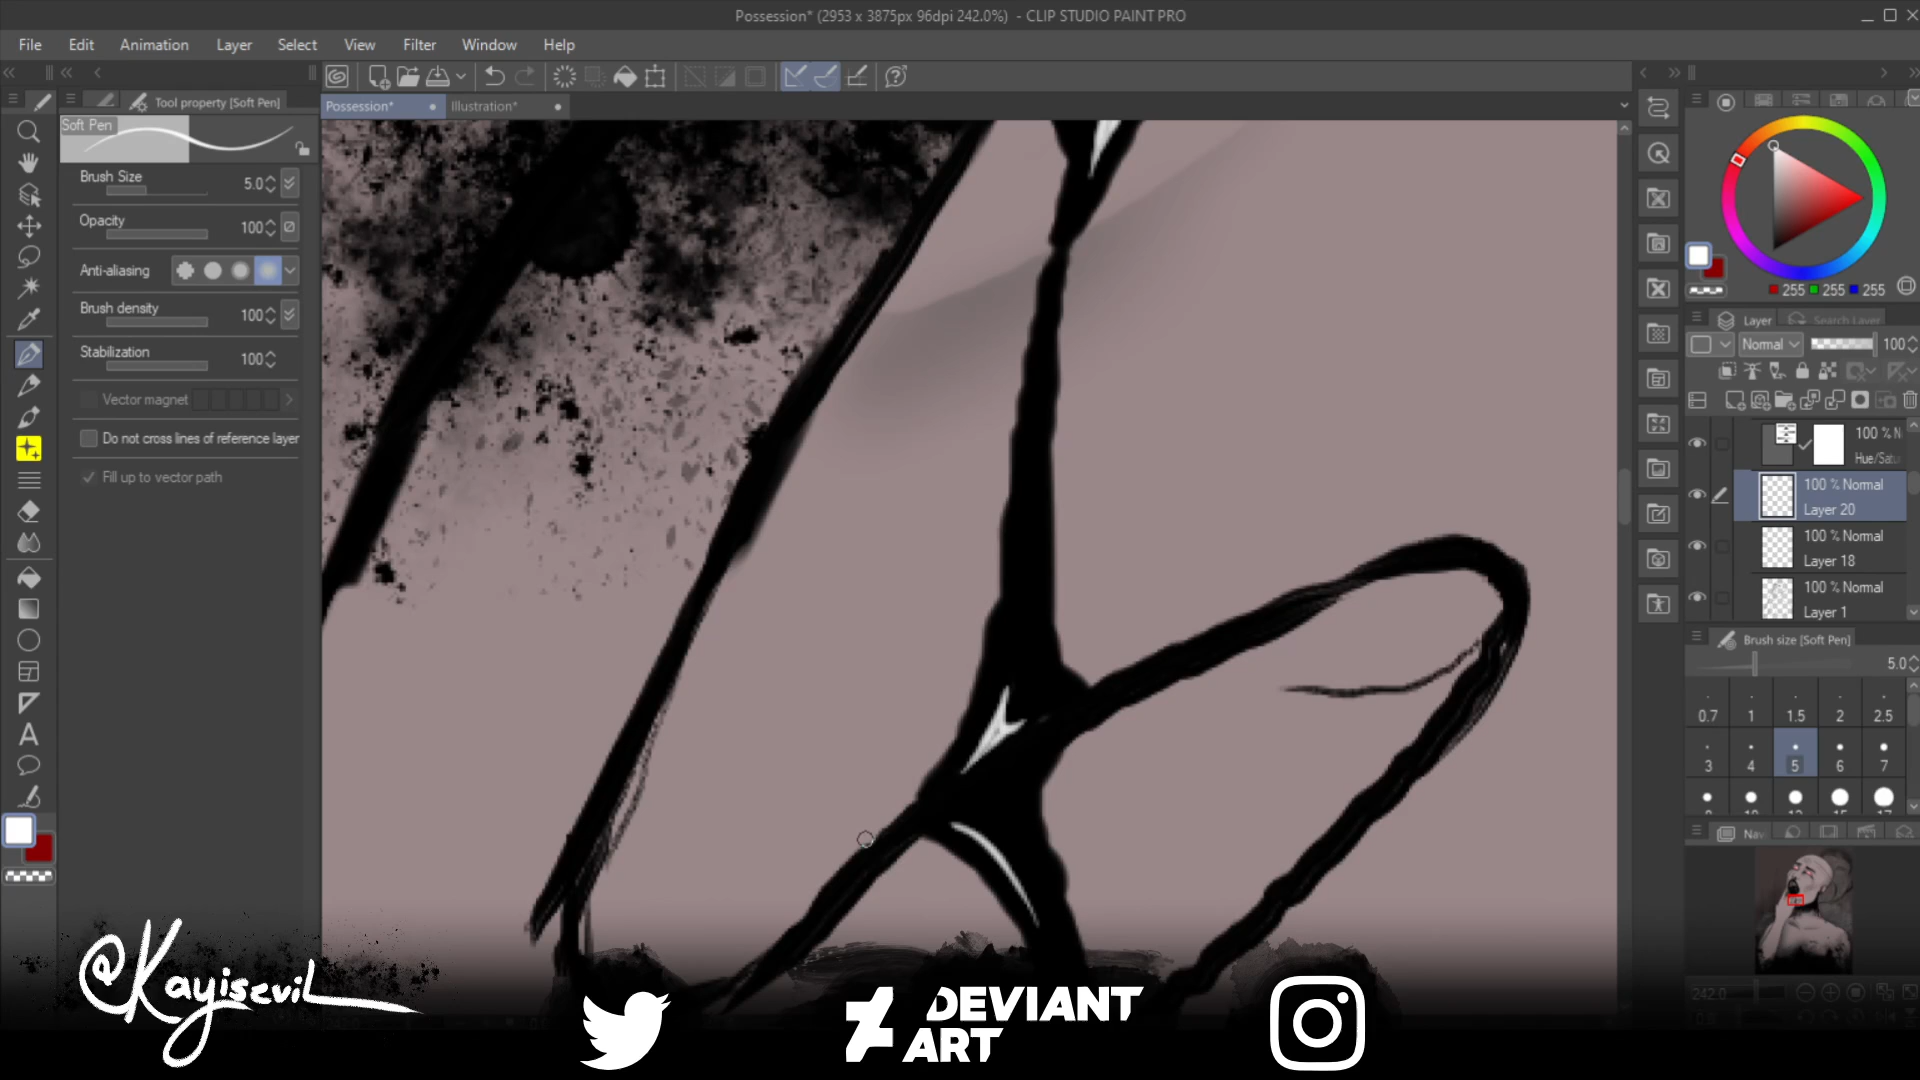 Possession* (2953 x 3875px 96dpi 242.0%) - CLIP STUDIO PAINT PRO
File Edit Animation Layer Select View Filter Window Help
Tool property [Soft Pen]
Possession* Illustration*
Soft Pen
Brush Size 5.0
Opacity 100
Anti-aliasing
Brush density 100
Stabilization 100
Vector magnet
Do not cross lines of reference layer
Fill up to vector path
255 255 255
Layer Search Layer
Normal 100
100 % N
Hue/Satu
100 % Normal
Layer 20
100 % Normal
Layer 18
100 % Normal
Layer 1
Brush size [Soft Pen]
5.0
0.7 1 1.5 2 2.5
3 4 5 6 7
Nav
242.0
@Kayisevil
DEVIANT
ART